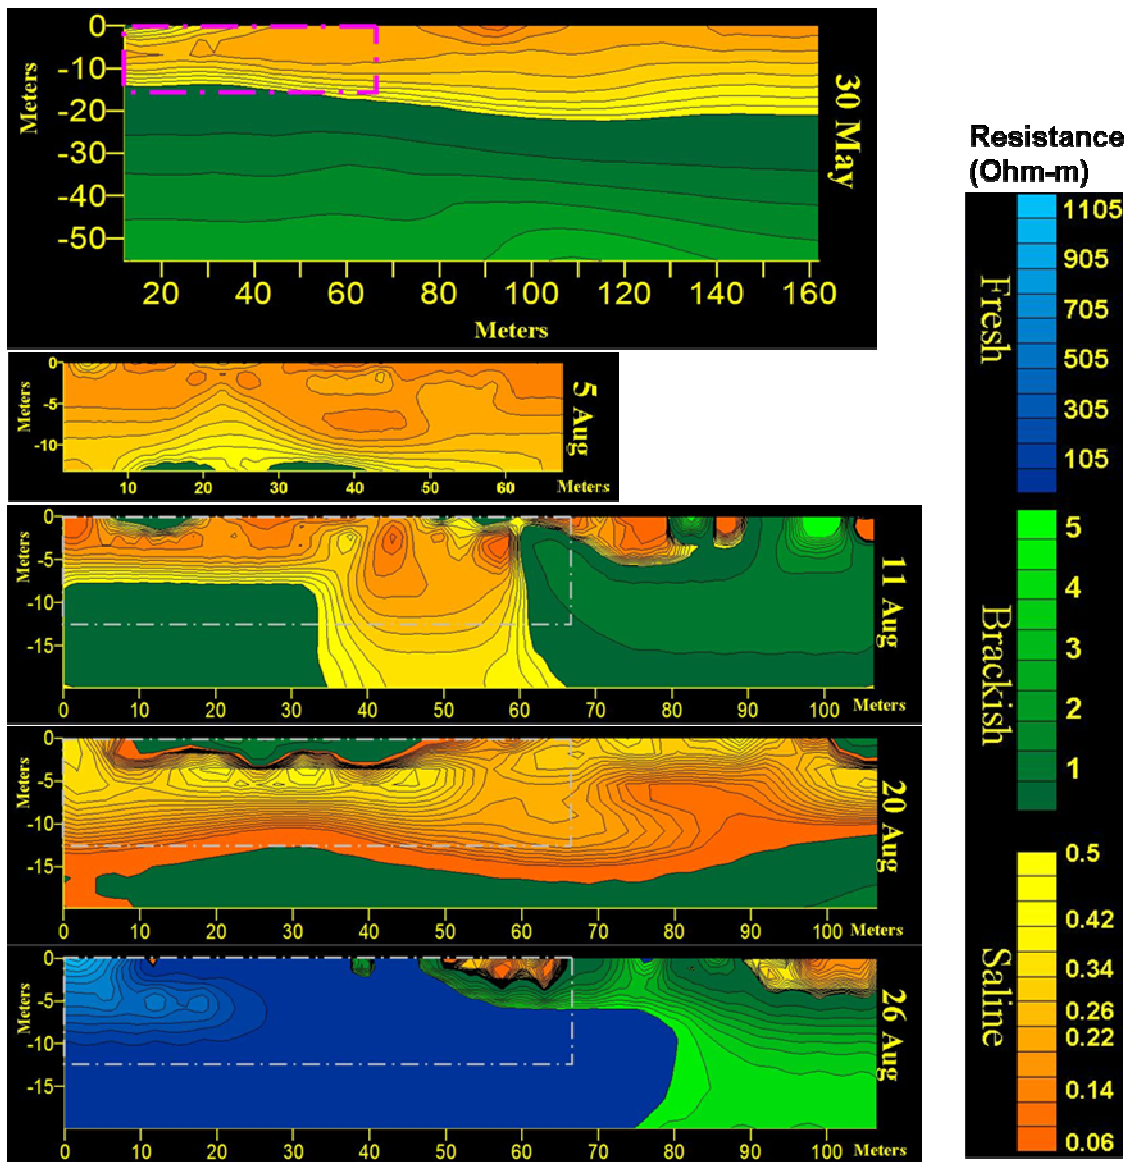 0
-10
-20
-30
-40
-50
Meters
20 40 60 80 100 120 140 160
Meters
30 May
0
-5
-10
Meters
10 20 30 40 50 60 Meters
5 Aug
0
-5
-10
-15
Meters
0 10 20 30 40 50 60 70 80 90 100 Meters
11 Aug
0
-5
-10
-15
Meters
0 10 20 30 40 50 60 70 80 90 100 Meters
20 Aug
0
-5
-10
-15
Meters
0 10 20 30 40 50 60 70 80 90 100 Meters
26 Aug
Resistance
(Ohm-m)
Fresh
1105
905
705
505
305
105
Brackish
5
4
3
2
1
Saline
0.5
0.42
0.34
0.26
0.22
0.14
0.06